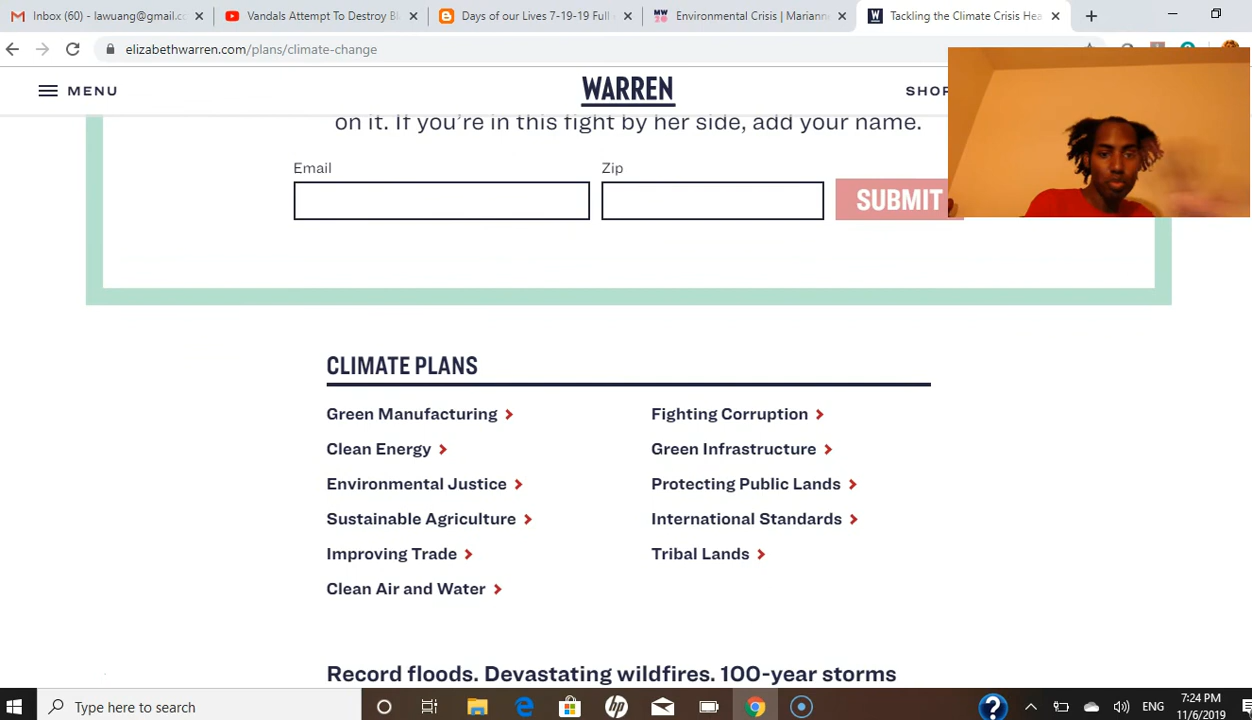 Inbox (60) - lawuang@gmail.c
Vandals Attempt To Destroy Bl
Days of our Lives 7-19-19 Full
Environmental Crisis | Mariann
Tackling the Climate Crisis Hea
elizabethwarren.com/plans/climate-change
MENU
WARREN
SHOP
on it. If you're in this fight by her side, add your name.
Email
Zip
SUBMIT
CLIMATE PLANS
Green Manufacturing
Fighting Corruption
Clean Energy
Green Infrastructure
Environmental Justice
Protecting Public Lands
Sustainable Agriculture
International Standards
Improving Trade
Tribal Lands
Clean Air and Water
Record floods. Devastating wildfires. 100-year storms
Type here to search
ENG
7:24 PM
11/6/2019